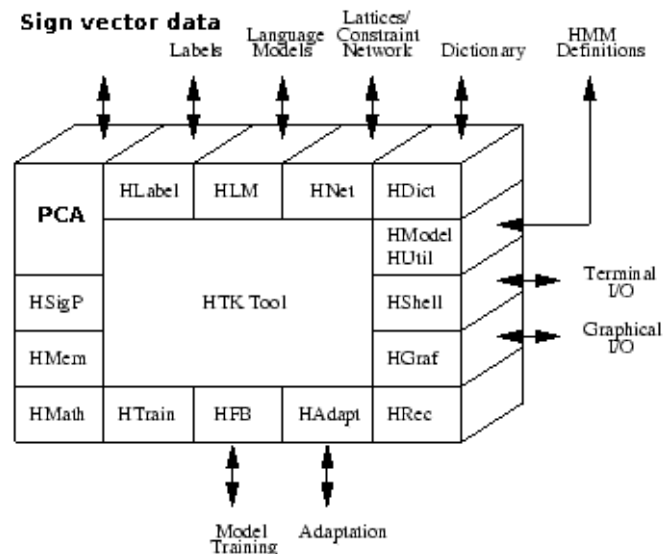 Sign vector data
Labels
Language
Models
Lattices/
Constraint
Network
Dictionary
HMM
Definitions
PCA
HLabel
HLM
HNet
HDict
HModel
HUtil
HSigP
HTK Tool
HShell
Terminal
I/O
HMem
HGraf
Graphical
I/O
HMath
HTrain
HFB
HAdapt
HRec
Model
Training
Adaptation